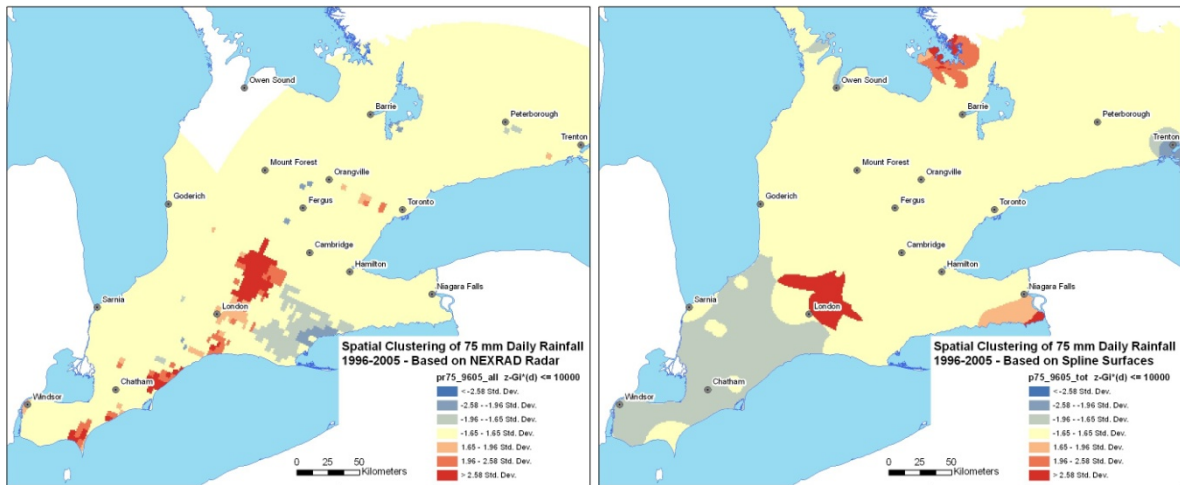 Owen Sound
Barrie
Peterborough
Trenton
Mount Forest
Orangville
Goderich
Fergus
Toronto
Cambridge
Hamilton
Niagara Falls
Sarnia
London
Chatham
Windsor
Spatial Clustering of 75 mm Daily Rainfall
1996-2005 - Based on NEXRAD Radar
pr75_9605_all z-Gi*(d) <= 10000
< -2.58 Std. Dev.
-2.58 - -1.96 Std. Dev.
-1.96 - -1.65 Std. Dev.
-1.65 - 1.65 Std. Dev.
1.65 - 1.96 Std. Dev.
1.96 - 2.58 Std. Dev.
> 2.58 Std. Dev.
0 25 50
Kilometers
Owen Sound
Barrie
Peterborough
Trenton
Mount Forest
Orangville
Goderich
Fergus
Toronto
Cambridge
Hamilton
Niagara Falls
Sarnia
London
Chatham
Windsor
Spatial Clustering of 75 mm Daily Rainfall
1996-2005 - Based on Spline Surfaces
p75_9605_tot z-Gi*(d) <= 10000
< -2.58 Std. Dev.
-2.58 - -1.96 Std. Dev.
-1.96 - -1.65 Std. Dev.
-1.65 - 1.65 Std. Dev.
1.65 - 1.96 Std. Dev.
1.96 - 2.58 Std. Dev.
> 2.58 Std. Dev.
0 25 50
Kilometers